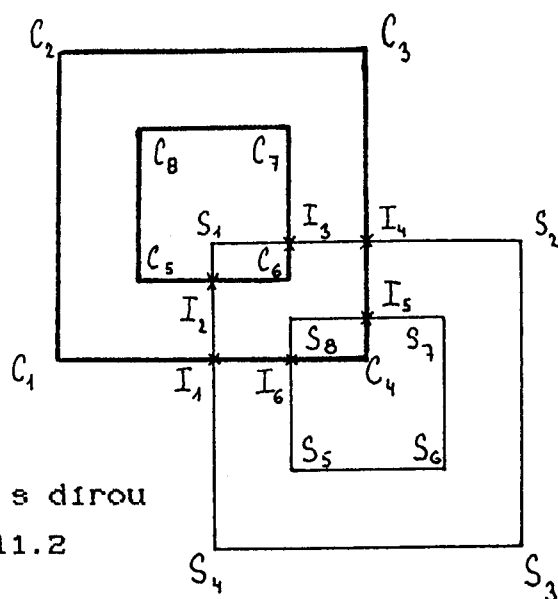 C2 C3
C8 C7
S1 I3 I4 S2
C5 C6
I2 I5
S8 S7
C1 I1 I6 C4
S5 S6
s dírou
11.2
S4 S3